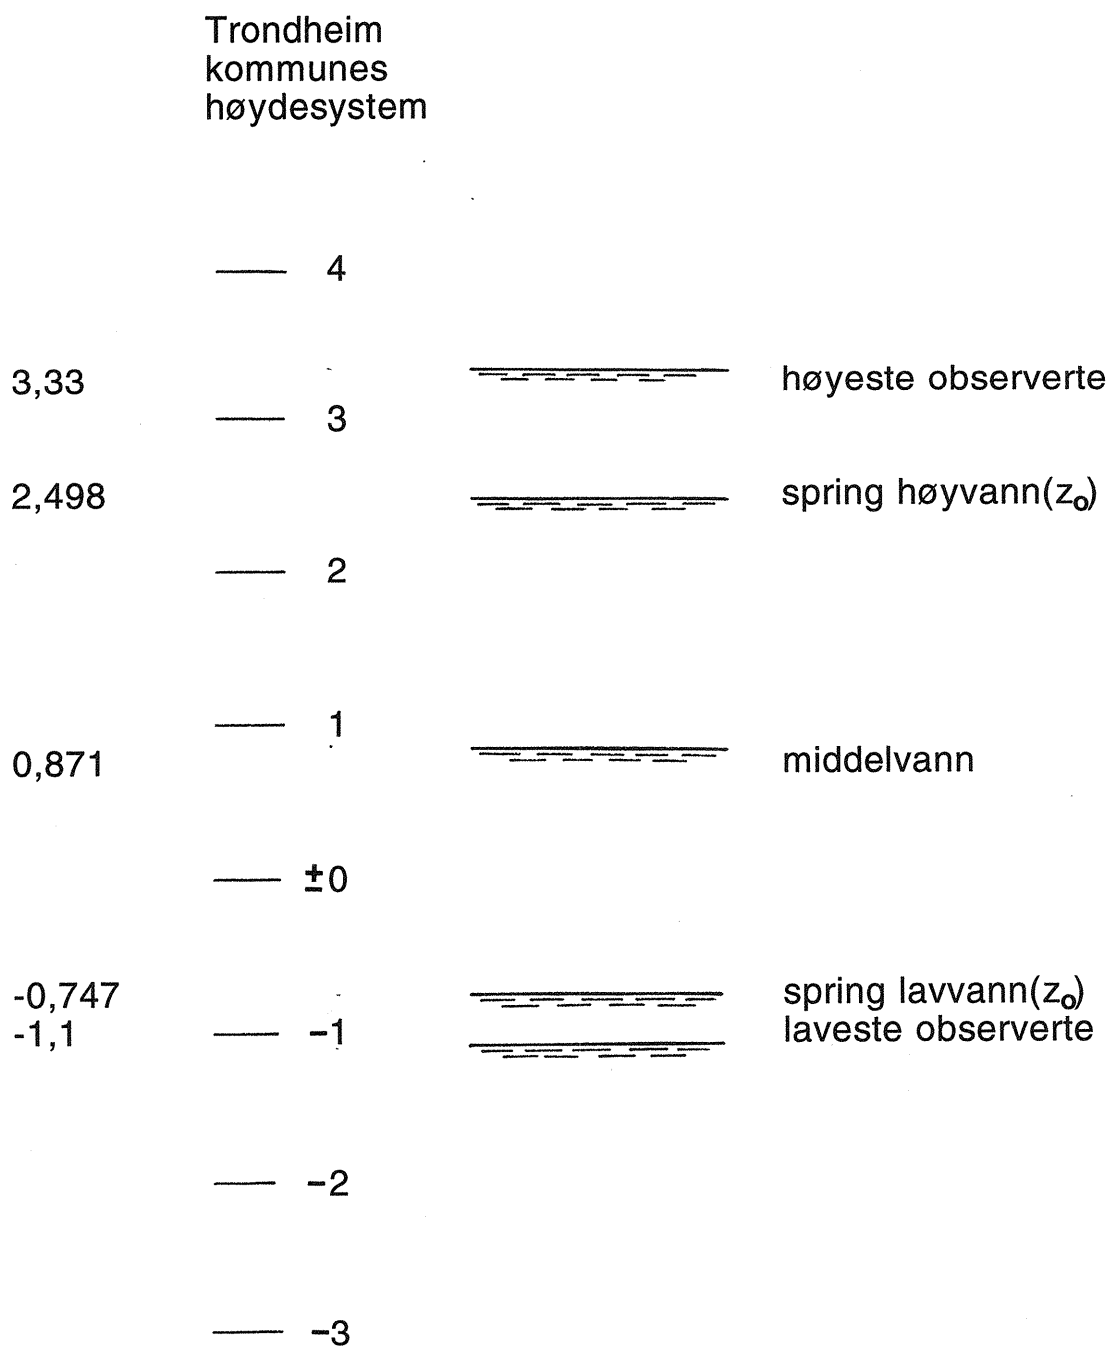 Trondheim
kommunes
høydesystem
4
3,33 høyeste observerte
3
2,498 spring høyvann(z₀)
2
1
0,871 middelvann
±0
-0,747 spring lavvann(z₀)
-1,1 -1 laveste observerte
-2
-3